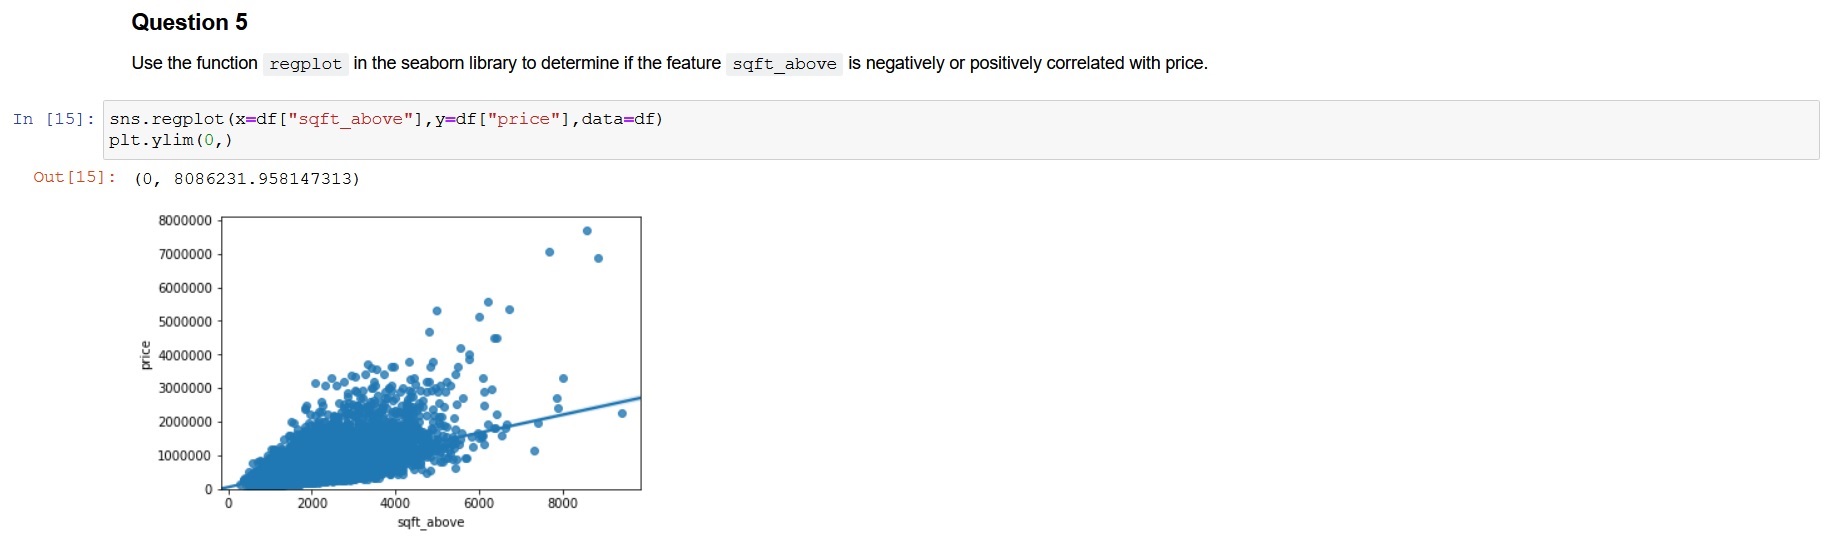 Question 5
Use the function regplot in the seaborn library to determine if the feature sqft_above is negatively or positively correlated with price.
In [15]: sns.regplot(x=df["sqft_above"],y=df["price"],data=df)
plt.ylim(0,)
Out[15]: (0, 8086231.958147313)
8000000
7000000
6000000
5000000
4000000
3000000
2000000
1000000
0
price
0 2000 4000 6000 8000
sqft_above